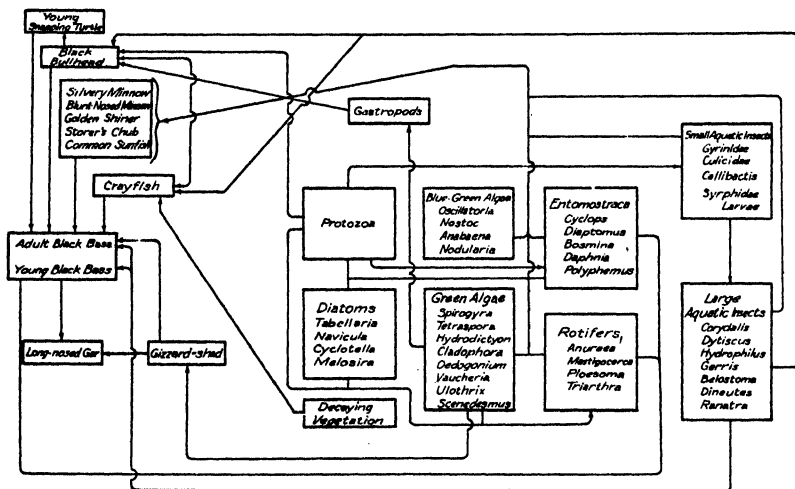 Young
Snapping Turtle
Black
Bullhead
Silvery Minnow
Blunt-Nosed Minnow
Golden Shiner
Storer's Chub
Common Sunfish
Gastropods
Crayfish
Small Aquatic Insects
Gyrinidae
Culicidae
Callibactis
Syrphidae
Larvae
Protozoa
Blue-Green Algae
Oscillatoria
Nostoc
Anabaena
Nodularia
Entomostraca
Cyclops
Diaptomus
Bosmina
Daphnia
Polyphemus
Adult Black Bass
Young Black Bass
Diatoms
Tabellaria
Navicula
Cyclotella
Melosira
Green Algae
Spirogyra
Tetraspora
Hydrodictyon
Cladophora
Oedogonium
Vaucheria
Ulothrix
Scenedesmus
Rotifers,
Anuraea
Mastigocerca
Ploesoma
Triarthra
Large
Aquatic Insects
Corydalis
Dytiscus
Hydrophilus
Gerris
Belostoma
Dineutes
Ranatra
Long-nosed Gar
Gizzard-shad
Decaying
Vegetation